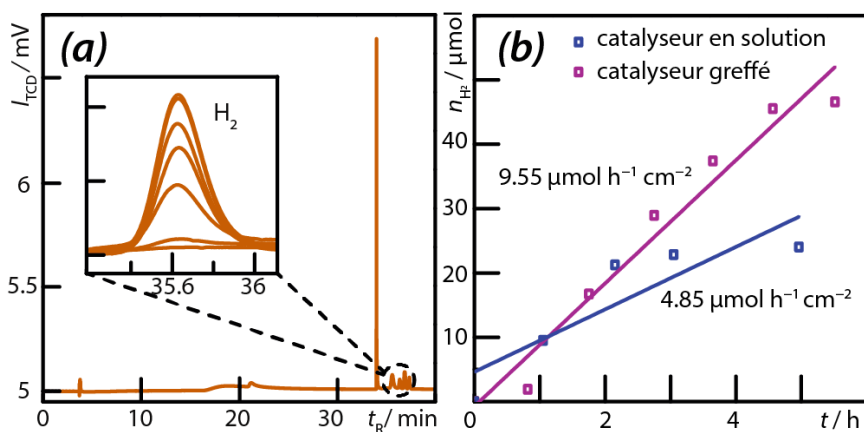 (a)
I_TCD / mV
6
5.5
5
H₂
35.6 36
0 10 20 30
t_R / min
(b)
catalyseur en solution
catalyseur greffé
n_H² / µmol
40
30
20
10
9.55 µmol h⁻¹ cm⁻²
4.85 µmol h⁻¹ cm⁻²
0 2 4
t / h